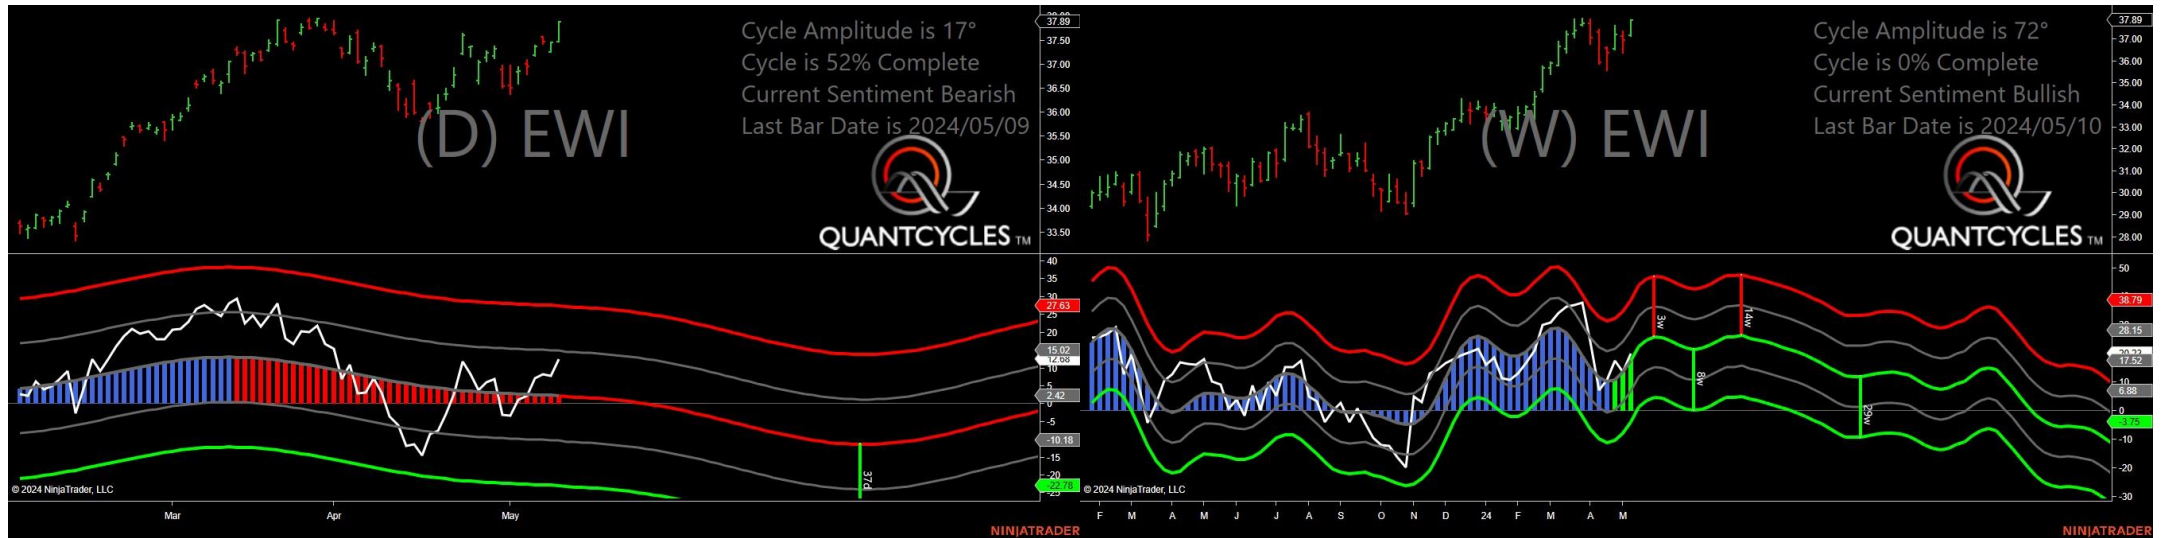 Cycle Amplitude is 17°
Cycle is 52% Complete
Current Sentiment Bearish
Last Bar Date is 2024/05/09
(D) EWI
QUANTCYCLES TM
37.89
37.50
37.00
36.50
36.00
35.50
35.00
34.50
34.00
33.50
40
35
30
27.63
25
20
15.02
12.68
10
5
2.42
0
-5
-10.18
-15
-20
-22.78
-25
37d
© 2024 NinjaTrader, LLC
Mar Apr May
NINJATRADER
Cycle Amplitude is 72°
Cycle is 0% Complete
Current Sentiment Bullish
Last Bar Date is 2024/05/10
(W) EWI
QUANTCYCLES TM
37.89
37.00
36.00
35.00
34.00
33.00
32.00
31.00
30.00
29.00
28.00
50
38.79
28.15
17.52
10
6.88
0
-3.75
-10
-20
-30
3w
8w
14w
29w
© 2024 NinjaTrader, LLC
F M A M J J A S O N D 24 F M A M
NINJATRADER